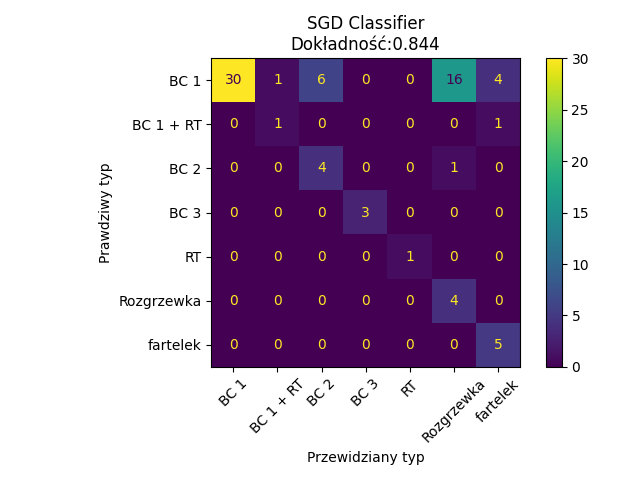 SGD Classifier
Dokładność:0.844
Prawdziwy typ
BC 1 30 1 6 0 0 16 4
BC 1 + RT 0 1 0 0 0 0 1
BC 2 0 0 4 0 0 1 0
BC 3 0 0 0 3 0 0 0
RT 0 0 0 0 1 0 0
Rozgrzewka 0 0 0 0 0 4 0
fartelek 0 0 0 0 0 0 5
BC 1 BC 1 + RT BC 2 BC 3 RT Rozgrzewka fartelek
Przewidziany typ
30
25
20
15
10
5
0